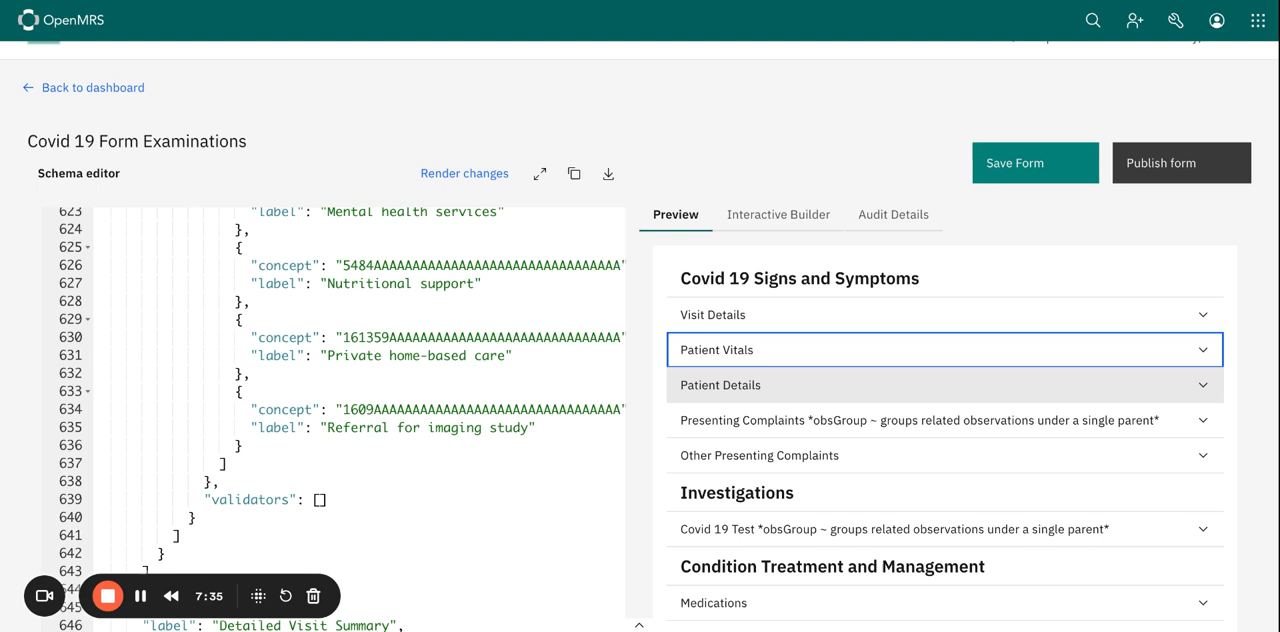 OpenMRS
Back to dashboard
Covid 19 Form Examinations
Save Form
Publish form
Schema editor
Render changes
623 "label": "Mental health services"
624 },
625 {
626 "concept": "5484AAAAAAAAAAAAAAAAAAAAAAAAAAAAAAAA"
627 "label": "Nutritional support"
628 },
629 {
630 "concept": "161359AAAAAAAAAAAAAAAAAAAAAAAAAAAAAA"
631 "label": "Private home-based care"
632 },
633 {
634 "concept": "1609AAAAAAAAAAAAAAAAAAAAAAAAAAAAAAAA"
635 "label": "Referral for imaging study"
636 }
637 ]
638 },
639 "validators": []
640 }
641 ]
642 }
643 ]
644
645
646 "label": "Detailed Visit Summary",
7:35
Preview
Interactive Builder
Audit Details
Covid 19 Signs and Symptoms
Visit Details
Patient Vitals
Patient Details
Presenting Complaints *obsGroup ~ groups related observations under a single parent*
Other Presenting Complaints
Investigations
Covid 19 Test *obsGroup ~ groups related observations under a single parent*
Condition Treatment and Management
Medications